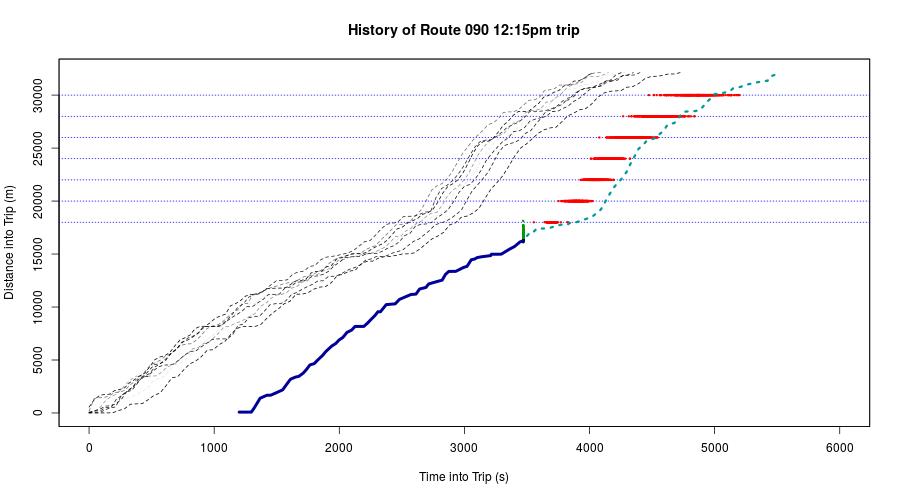 History of Route 090 12:15pm trip
Distance into Trip (m)
30000
25000
20000
15000
10000
5000
0
0 1000 2000 3000 4000 5000 6000
Time into Trip (s)